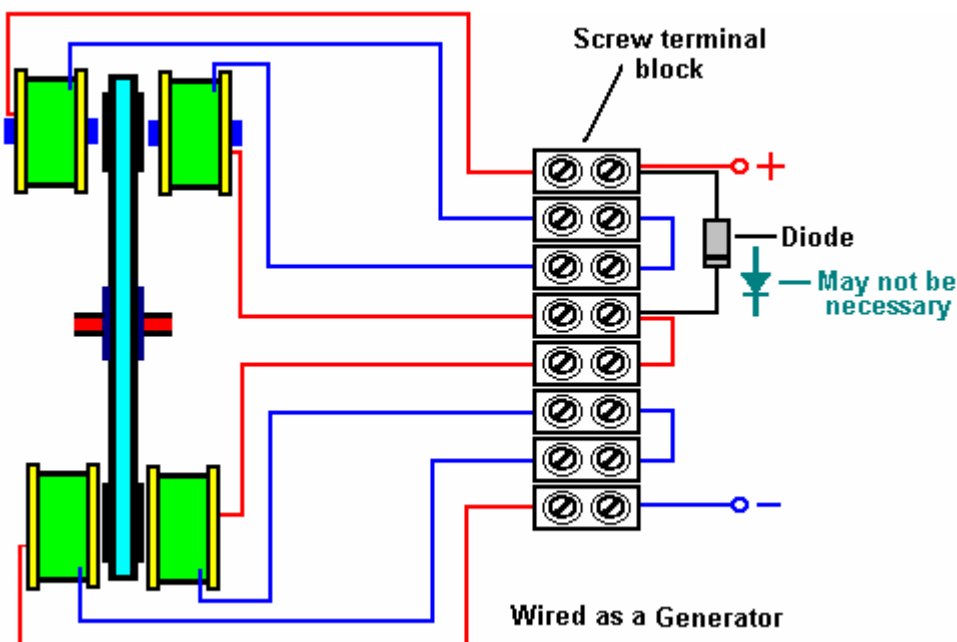 Screw terminal
block
+
Diode
May not be
necessary
-
Wired as a Generator